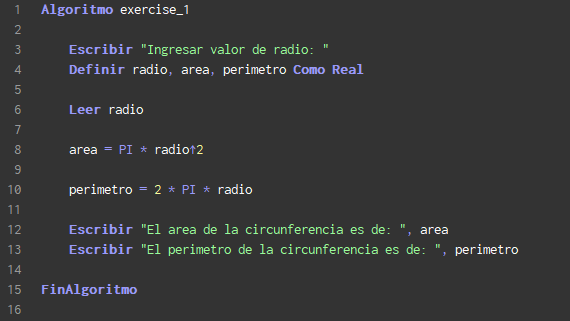 1 Algoritmo exercise_1
2
3 Escribir "Ingresar valor de radio: "
4 Definir radio, area, perimetro Como Real
5
6 Leer radio
7
8 area = PI * radio↑2
9
10 perimetro = 2 * PI * radio
11
12 Escribir "El area de la circunferencia es de: ", area
13 Escribir "El perimetro de la circunferencia es de: ", perimetro
14
15 FinAlgoritmo
16